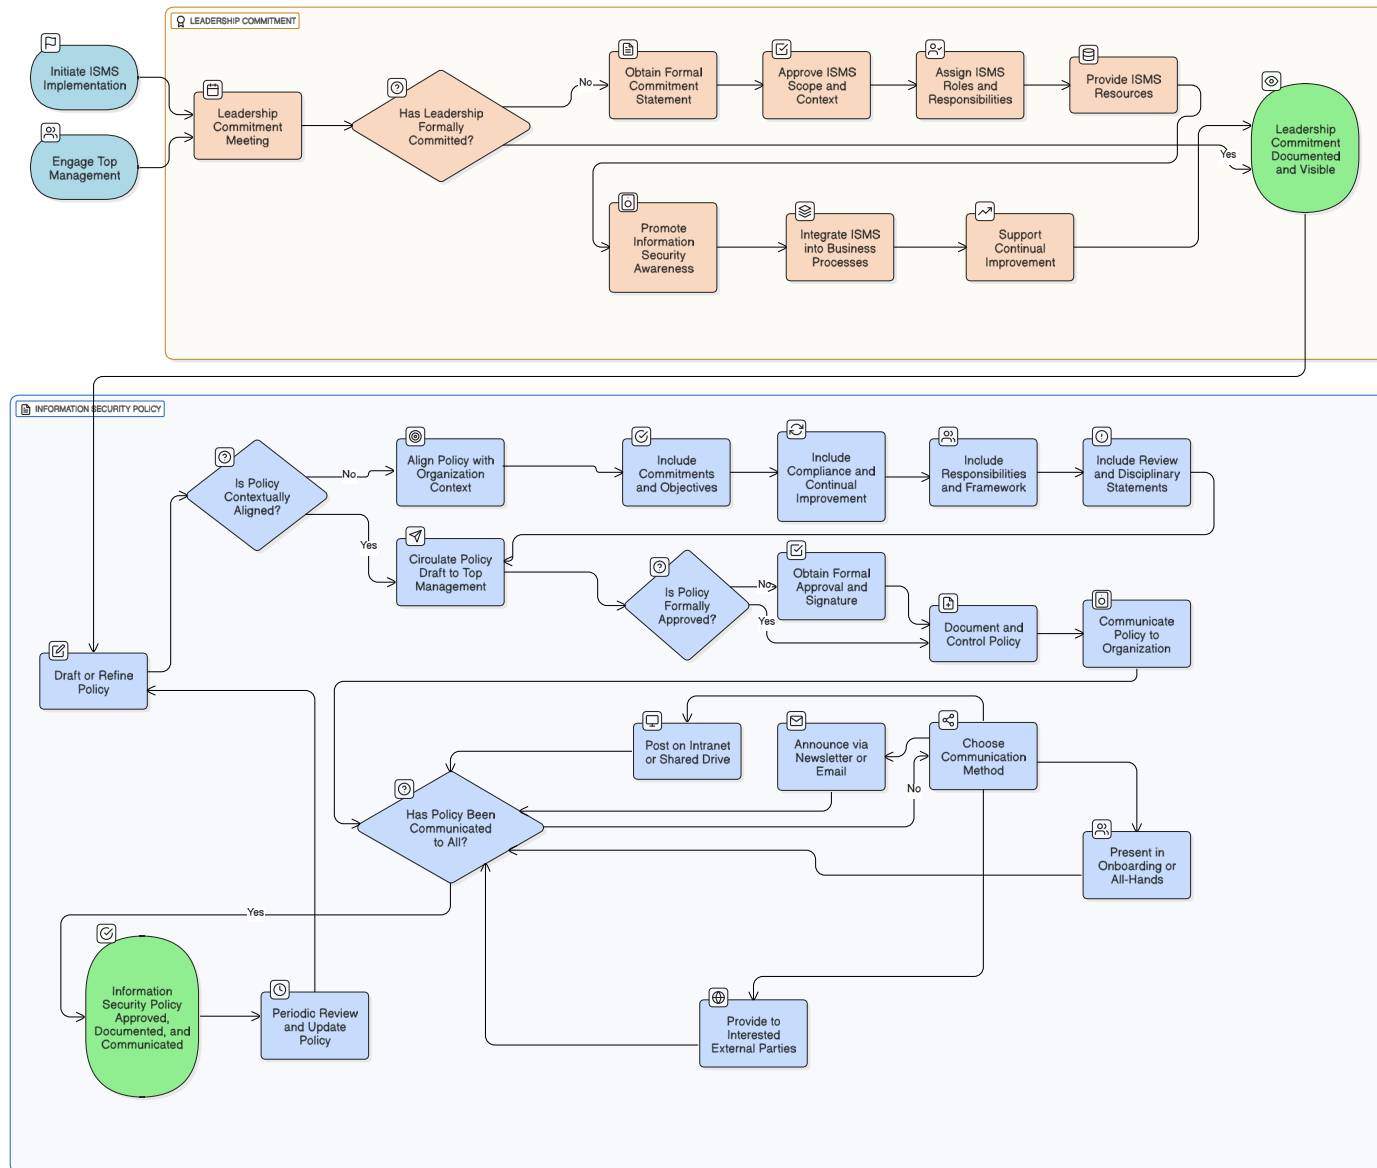 LEADERSHIP COMMITMENT
Initiate ISMS
Implementation
Engage Top
Management
Leadership
Commitment
Meeting
Has Leadership
Formally
Committed?
No
Obtain Formal
Commitment
Statement
Approve ISMS
Scope and
Context
Assign ISMS
Roles and
Responsibilities
Provide ISMS
Resources
Yes
Leadership
Commitment
Documented
and Visible
Promote
Information
Security
Awareness
Integrate ISMS
into Business
Processes
Support
Continual
Improvement
INFORMATION SECURITY POLICY
Is Policy
Contextually
Aligned?
No
Align Policy with
Organization
Context
Include
Commitments
and Objectives
Include
Compliance and
Continual
Improvement
Include
Responsibilities
and Framework
Include Review
and Disciplinary
Statements
Yes
Circulate Policy
Draft to Top
Management
Is Policy
Formally
Approved?
No
Obtain Formal
Approval and
Signature
Yes
Document and
Control Policy
Communicate
Policy to
Organization
Draft or Refine
Policy
Post on Intranet
or Shared Drive
Announce via
Newsletter or
Email
Choose
Communication
Method
No
Has Policy Been
Communicated
to All?
Present in
Onboarding or
All-Hands
Yes
Information
Security Policy
Approved,
Documented, and
Communicated
Periodic Review
and Update
Policy
Provide to
Interested
External Parties